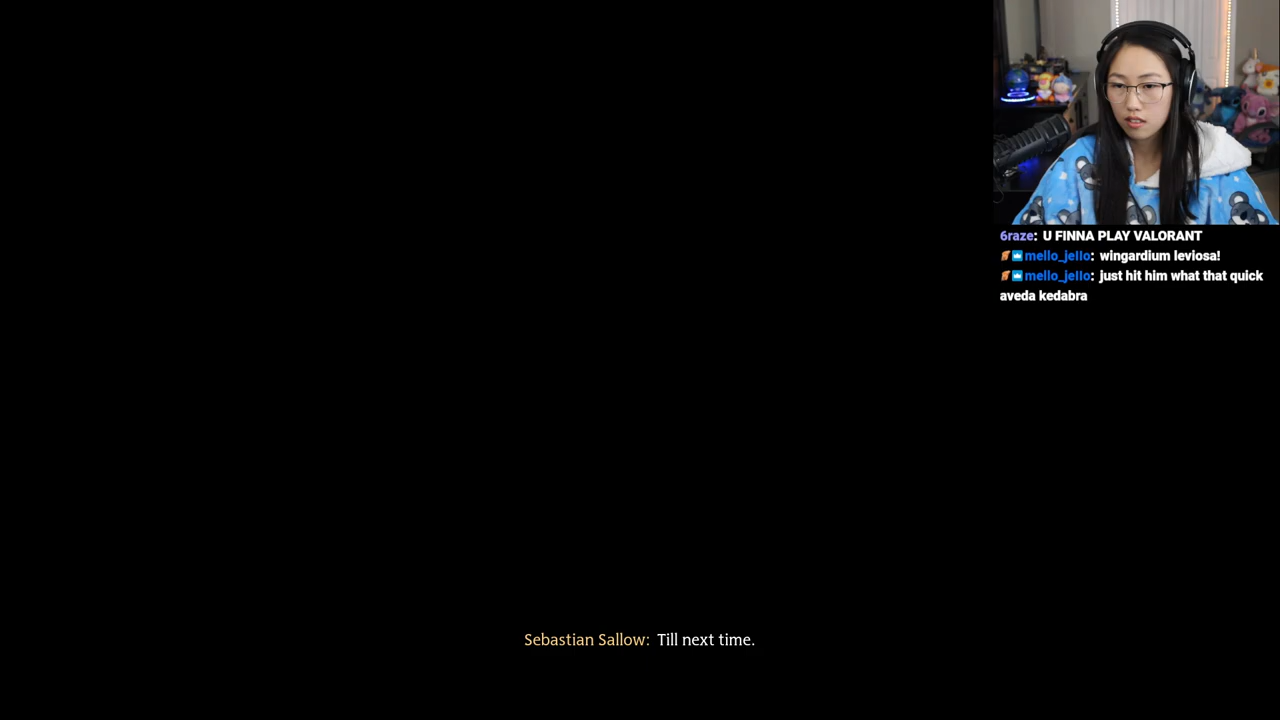 6raze: U FINNA PLAY VALORANT
mello_jello: wingardium leviosa!
mello_jello: just hit him what that quick
aveda kedabra
Sebastian Sallow: Till next time.